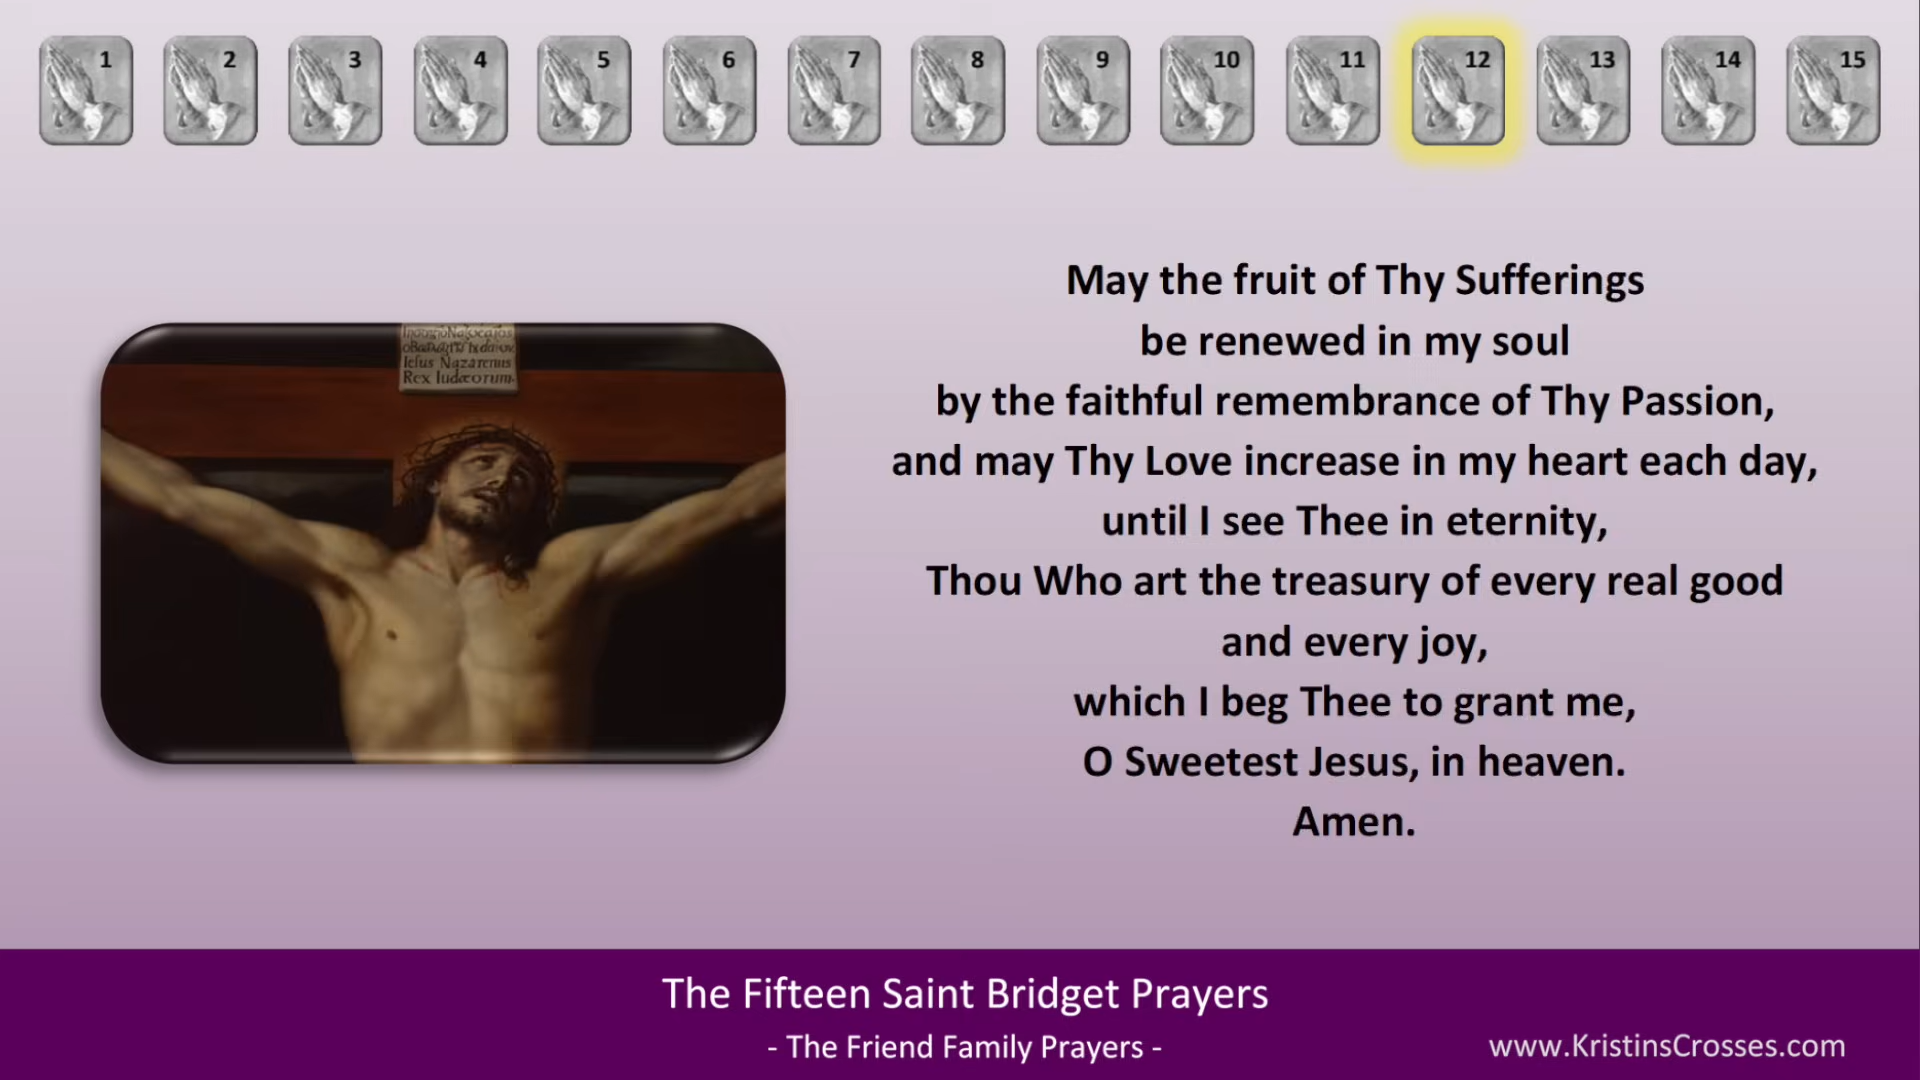 1 2 3 4 5 6 7 8 9 10 11 12 13 14 15
Iesus Nazarenus
Rex Iudæorum
May the fruit of Thy Sufferings
be renewed in my soul
by the faithful remembrance of Thy Passion,
and may Thy Love increase in my heart each day,
until I see Thee in eternity,
Thou Who art the treasury of every real good
and every joy,
which I beg Thee to grant me,
O Sweetest Jesus, in heaven.
Amen.
The Fifteen Saint Bridget Prayers
- The Friend Family Prayers -
www.KristinsCrosses.com